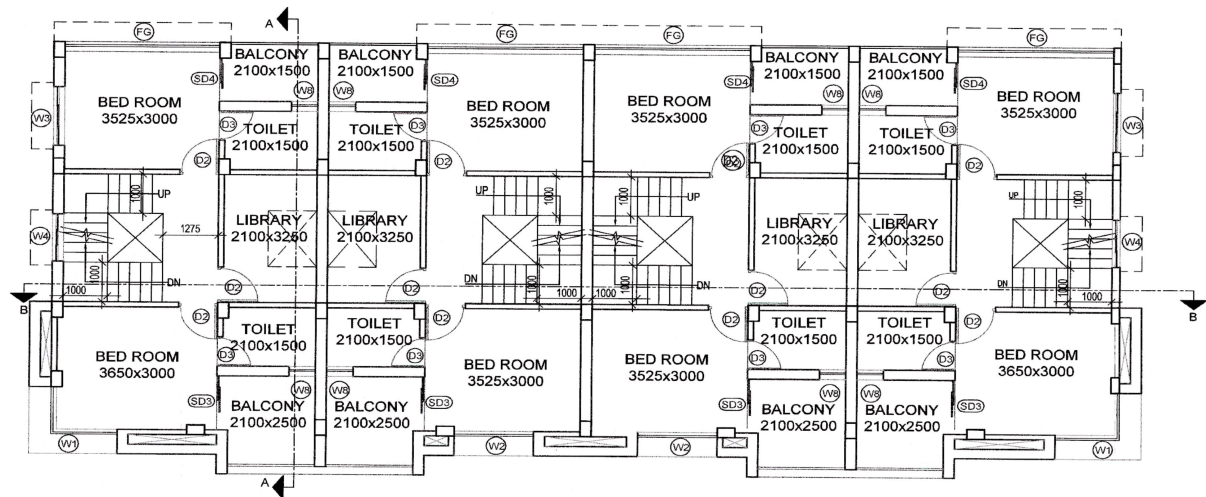 A
FG
FG
FG
FG
BALCONY
2100x1500
BALCONY
2100x1500
BALCONY
2100x1500
BALCONY
2100x1500
SD4
W8
W8
SD4
SD4
W8
W8
SD4
W3
BED ROOM
3525x3000
BED ROOM
3525x3000
BED ROOM
3525x3000
BED ROOM
3525x3000
W3
D3
TOILET
2100x1500
TOILET
2100x1500
D3
D3
TOILET
2100x1500
TOILET
2100x1500
D3
D2
D2
D2
D2
1000
UP
UP
1000
1000
UP
UP
1000
W4
1275
LIBRARY
2100x3250
LIBRARY
2100x3250
LIBRARY
2100x3250
LIBRARY
2100x3250
W4
1000
DN
D2
D2
DN
1000
1000
D2
D2
DN
1000
B
1000
1000
1000
1000
B
D2
TOILET
2100x1500
TOILET
2100x1500
D2
D2
TOILET
2100x1500
TOILET
2100x1500
D2
D3
D3
D3
D3
BED ROOM
3650x3000
BED ROOM
3525x3000
BED ROOM
3525x3000
BED ROOM
3650x3000
W8
W8
W8
W8
SD3
BALCONY
2100x2500
BALCONY
2100x2500
SD3
SD3
BALCONY
2100x2500
BALCONY
2100x2500
SD3
W1
W2
W2
W1
A